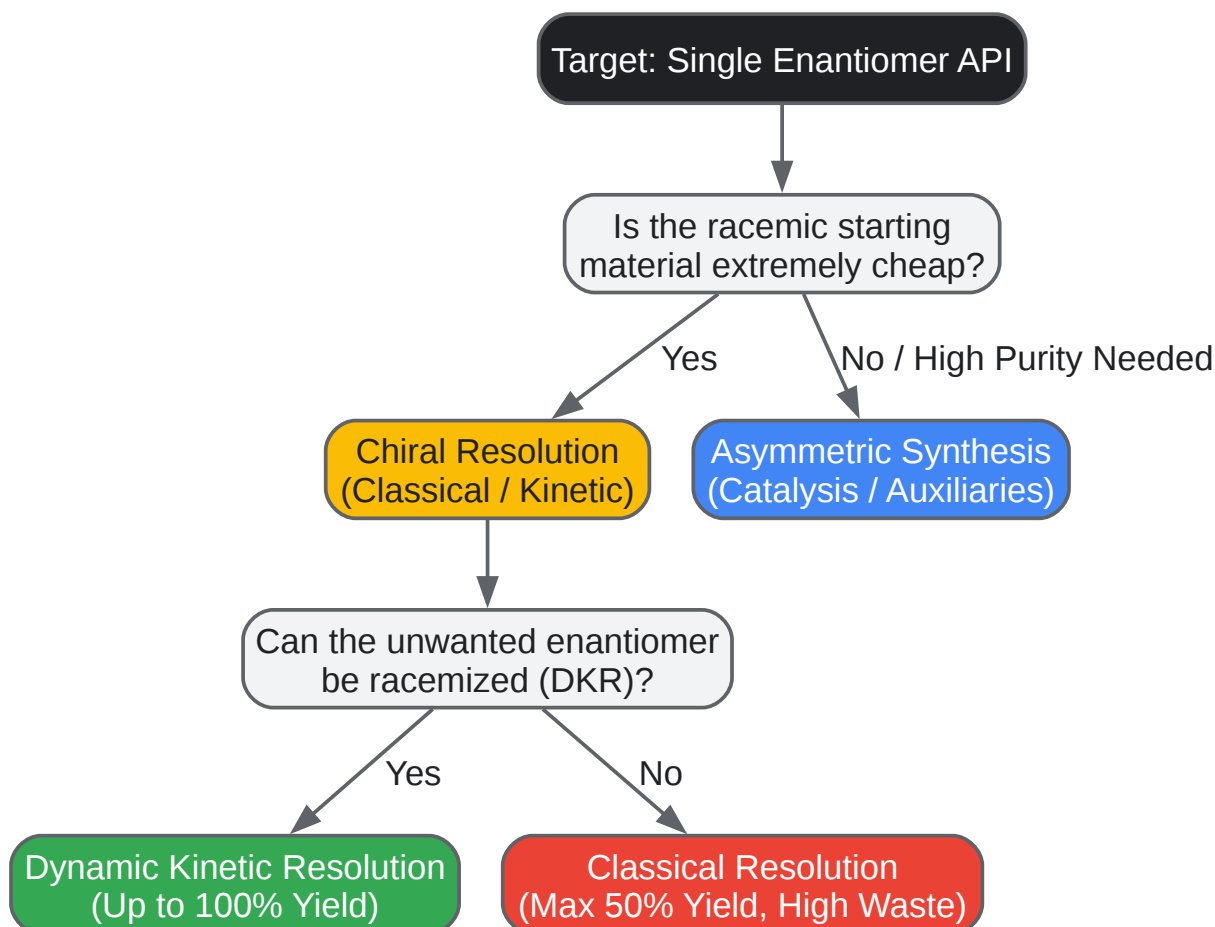 Target: Single Enantiomer API
Is the racemic starting
material extremely cheap?
Yes
No / High Purity Needed
Chiral Resolution
(Classical / Kinetic)
Asymmetric Synthesis
(Catalysis / Auxiliaries)
Can the unwanted enantiomer
be racemized (DKR)?
Yes
No
Dynamic Kinetic Resolution
(Up to 100% Yield)
Classical Resolution
(Max 50% Yield, High Waste)